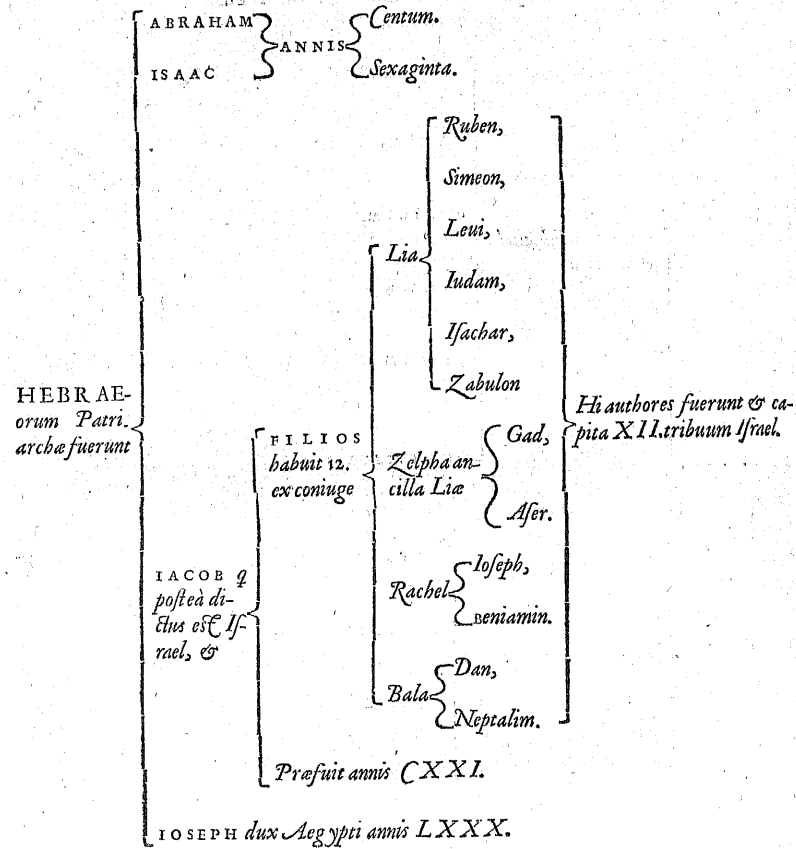 ABRAHAM
ISAAC
ANNIS
Centum.
Sexaginta.
HEBRAE-
orum Patri.
archæ fuerunt
IACOB q
posteà di-
ctus est Iſ-
rael, &
FILIOS
habuit 12.
ex coniuge
Lia
Ruben,
Simeon,
Leui,
Iudam,
Iſachar,
Zabulon
Zelpha an-
cilla Liæ
Gad,
Aſer.
Rachel
Ioſeph,
Beniamin.
Bala
Dan,
Neptalim.
Hi authores fuerunt & ca-
pita XII. tribuum Iſrael.
Præfuit annis CXXI.
IOSEPH dux Aegypti annis LXXX.